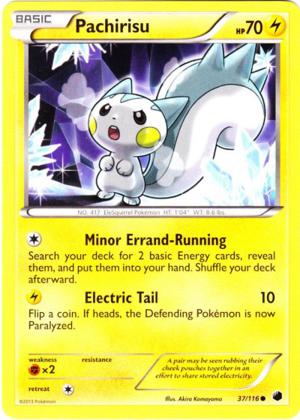 BASIC
Pachirisu HP70
NO. 417 EleSquirrel Pokémon HT. 1'04" WT. 8.6 lbs.
Minor Errand-Running
Search your deck for 2 basic Energy cards, reveal
them, and put them into your hand. Shuffle your deck
afterward.
Electric Tail 10
Flip a coin. If heads, the Defending Pokémon is now
Paralyzed.
weakness resistance
×2
retreat
A pair may be seen rubbing their
cheek pouches together in an
effort to share stored electricity.
©2013 Pokémon Illus. Akira Komayama 37/116